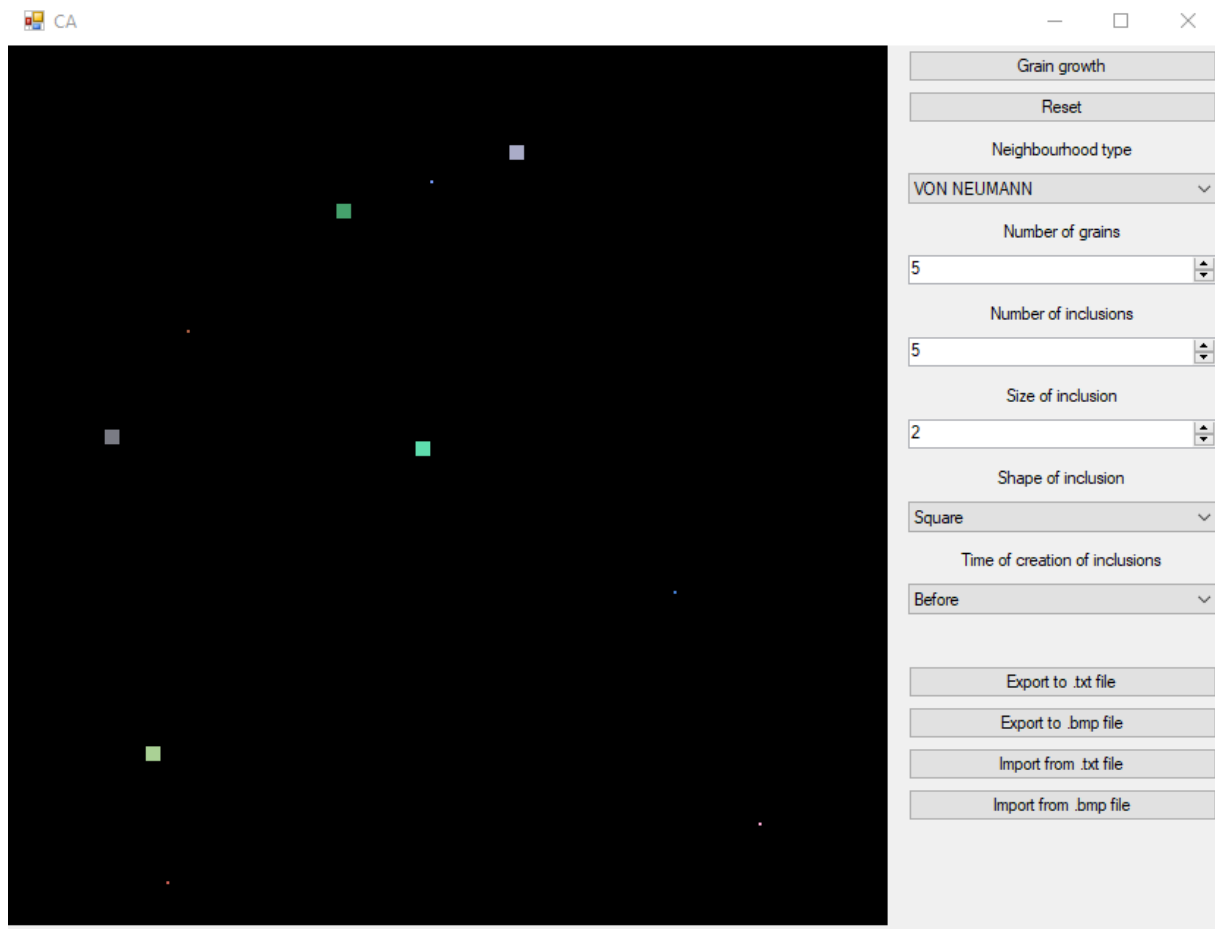 CA
Grain growth
Reset
Neighbourhood type
VON NEUMANN
Number of grains
5
Number of inclusions
5
Size of inclusion
2
Shape of inclusion
Square
Time of creation of inclusions
Before
Export to .txt file
Export to .bmp file
Import from .txt file
Import from .bmp file